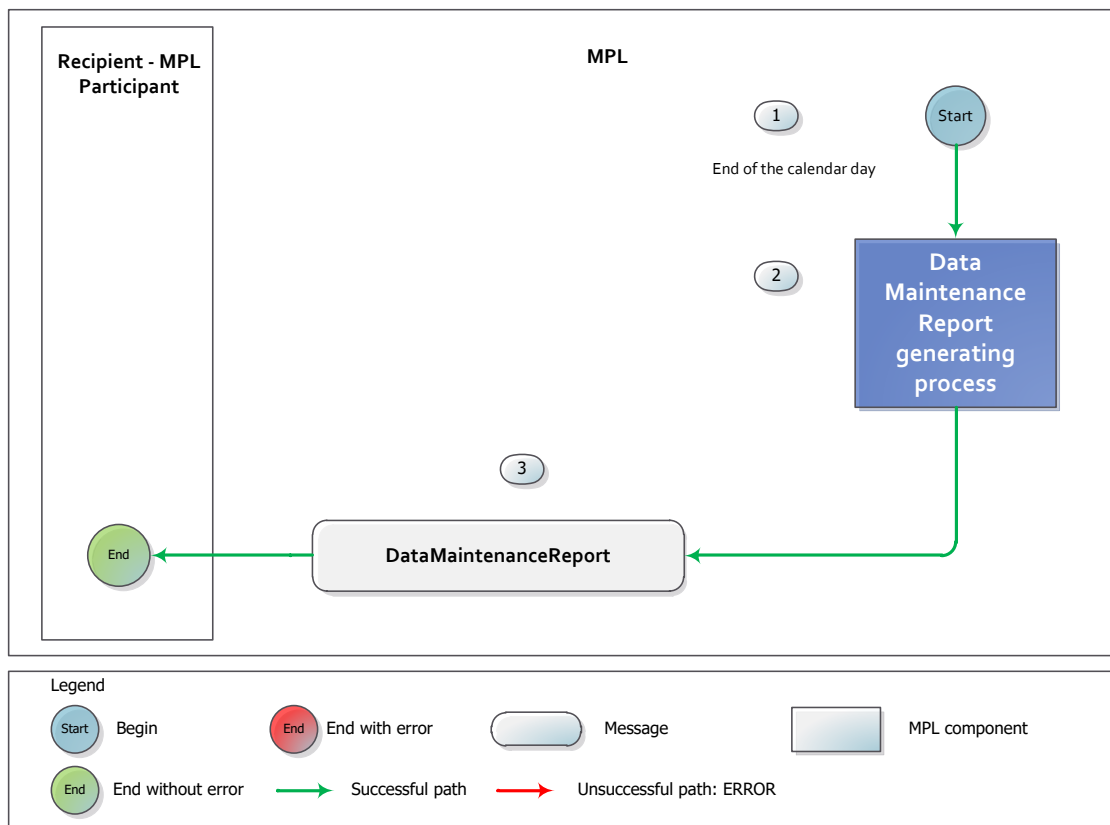 Recipient - MPL
Participant
MPL
1
Start
End of the calendar day
2
Data
Maintenance
Report
generating
process
3
End
DataMaintenanceReport
Legend
Start
Begin
End
End with error
Message
MPL component
End
End without error
Successful path
Unsuccessful path: ERROR